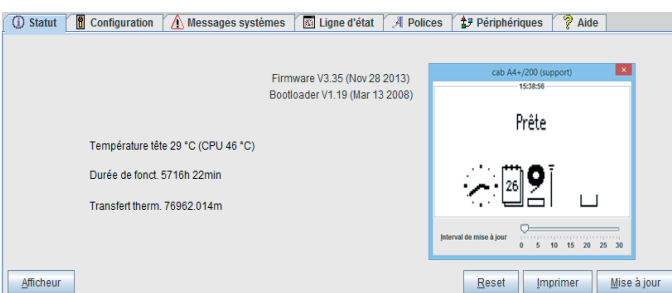 Statut Configuration Messages systèmes Ligne d'état Polices Périphériques Aide
Firmware V3.35 (Nov 28 2013)
Bootloader V1.19 (Mar 13 2008)
Température tête 29 °C (CPU 46 °C)
Durée de fonct. 5716h 22min
Transfert therm. 76962.014m
cab A4+/200 (support)
15:38:56
Prête
26
Interval de mise à jour
0 5 10 15 20 25 30
Afficheur Reset Imprimer Mise à jour